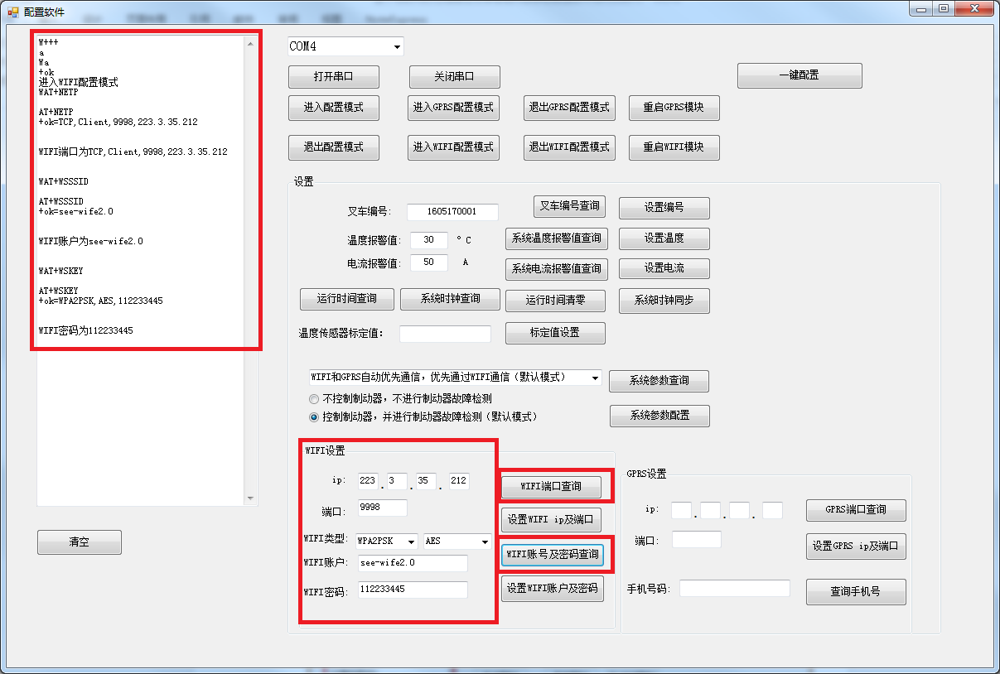 配置软件
W+++
a
Wa
+ok
进入WIFI配置模式
WAT+NETP
AT+NETP
+ok=TCP,Client,9998,223.3.35.212
WIFI端口为TCP,Client,9998,223.3.35.212
WAT+WSSSID
AT+WSSSID
+ok=see-wife2.0
WIFI账户为see-wife2.0
WAT+WSKEY
AT+WSKEY
+ok=WPA2PSK,AES,112233445
WIFI密码为112233445
清空
COM4
打开串口 关闭串口 一键配置
进入配置模式 进入GPRS配置模式 退出GPRS配置模式 重启GPRS模块
退出配置模式 进入WIFI配置模式 退出WIFI配置模式 重启WIFI模块
设置
叉车编号: 1605170001 叉车编号查询 设置编号
温度报警值: 30 °C 系统温度报警值查询 设置温度
电流报警值: 50 A 系统电流报警值查询 设置电流
运行时间查询 系统时钟查询 运行时间清零 系统时钟同步
温度传感器标定值: 标定值设置
WIFI和GPRS自动优先通信，优先通过WIFI通信（默认模式） 系统参数查询
不控制制动器，不进行制动器故障检测
控制制动器，并进行制动器故障检测（默认模式） 系统参数配置
WIFI设置
ip: 223 . 3 . 35 . 212 WIFI端口查询
端口: 9998 设置WIFI ip及端口
WIFI类型: WPA2PSK AES
WIFI账户: see-wife2.0 WIFI账号及密码查询
WIFI密码: 112233445 设置WIFI账户及密码
GPRS设置
ip: . . . GPRS端口查询
端口: 设置GPRS ip及端口
手机号码: 查询手机号